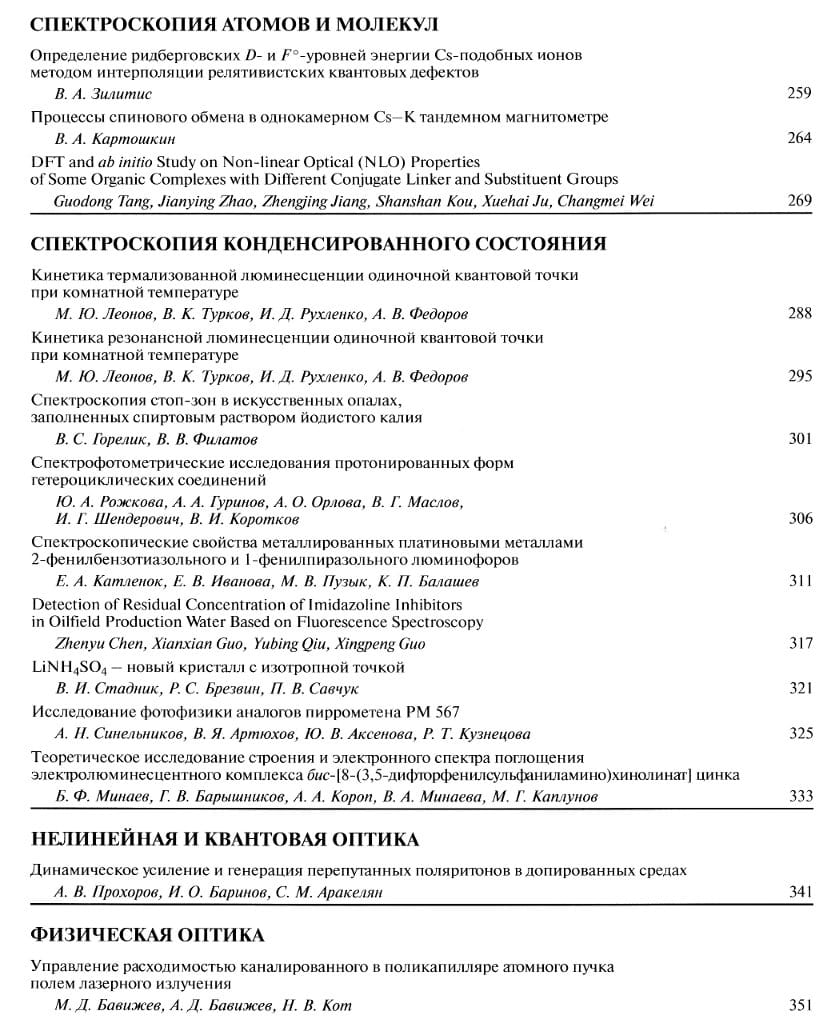 СПЕКТРОСКОПИЯ АТОМОВ И МОЛЕКУЛ
Определение ридберговских D- и F°-уровней энергии Cs-подобных ионов
методом интерполяции релятивистских квантовых дефектов
В. А. Зилитис 259
Процессы спинового обмена в однокамерном Cs–K тандемном магнитометре
В. А. Картошкин 264
DFT and ab initio Study on Non-linear Optical (NLO) Properties
of Some Organic Complexes with Different Conjugate Linker and Substituent Groups
Guodong Tang, Jianying Zhao, Zhengjing Jiang, Shanshan Kou, Xuehai Ju, Changmei Wei 269
СПЕКТРОСКОПИЯ КОНДЕНСИРОВАННОГО СОСТОЯНИЯ
Кинетика термализованной люминесценции одиночной квантовой точки
при комнатной температуре
М. Ю. Леонов, В. К. Турков, И. Д. Рухленко, А. В. Федоров 288
Кинетика резонансной люминесценции одиночной квантовой точки
при комнатной температуре
М. Ю. Леонов, В. К. Турков, И. Д. Рухленко, А. В. Федоров 295
Спектроскопия стоп-зон в искусственных опалах,
заполненных спиртовым раствором йодистого калия
В. С. Горелик, В. В. Филатов 301
Спектрофотометрические исследования протонированных форм
гетероциклических соединений
Ю. А. Рожкова, А. А. Гуринов, А. О. Орлова, В. Г. Маслов,
И. Г. Шендерович, В. И. Коротков 306
Спектроскопические свойства металлированных платиновыми металлами
2-фенилбензотиазольного и 1-фенилпиразольного люминофоров
Е. А. Катленок, Е. В. Иванова, М. В. Пузык, К. П. Балашев 311
Detection of Residual Concentration of Imidazoline Inhibitors
in Oilfield Production Water Based on Fluorescence Spectroscopy
Zhenyu Chen, Xianxian Guo, Yubing Qiu, Xingpeng Guo 317
LiNH₄SO₄ – новый кристалл с изотропной точкой
В. И. Стадник, Р. С. Брезвин, П. В. Савчук 321
Исследование фотофизики аналогов пиррометена PM 567
А. Н. Синельников, В. Я. Артюхов, Ю. В. Аксенова, Р. Т. Кузнецова 325
Теоретическое исследование строения и электронного спектра поглощения
электролюминесцентного комплекса бис-[8-(3,5-дифторфенилсульфаниламино)хинолинат] цинка
Б. Ф. Минаев, Г. В. Барышников, А. А. Короп, В. А. Минаева, М. Г. Каплунов 333
НЕЛИНЕЙНАЯ И КВАНТОВАЯ ОПТИКА
Динамическое усиление и генерация перепутанных поляритонов в допированных средах
А. В. Прохоров, И. О. Баринов, С. М. Аракелян 341
ФИЗИЧЕСКАЯ ОПТИКА
Управление расходимостью каналированного в поликапилляре атомного пучка
полем лазерного излучения
М. Д. Бавижев, А. Д. Бавижев, Н. В. Кот 351